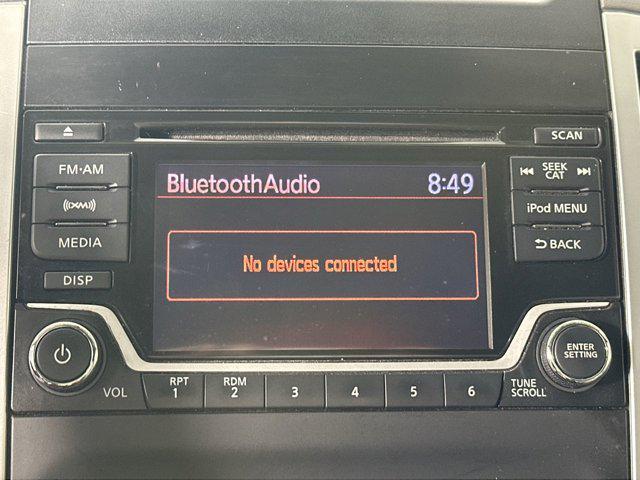 SCAN
FM·AM
((XM))
MEDIA
DISP
BluetoothAudio 8:49
No devices connected
SEEK
CAT
iPod MENU
BACK
VOL
RPT
1
RDM
2
3
4
5
6
TUNE
SCROLL
ENTER
SETTING